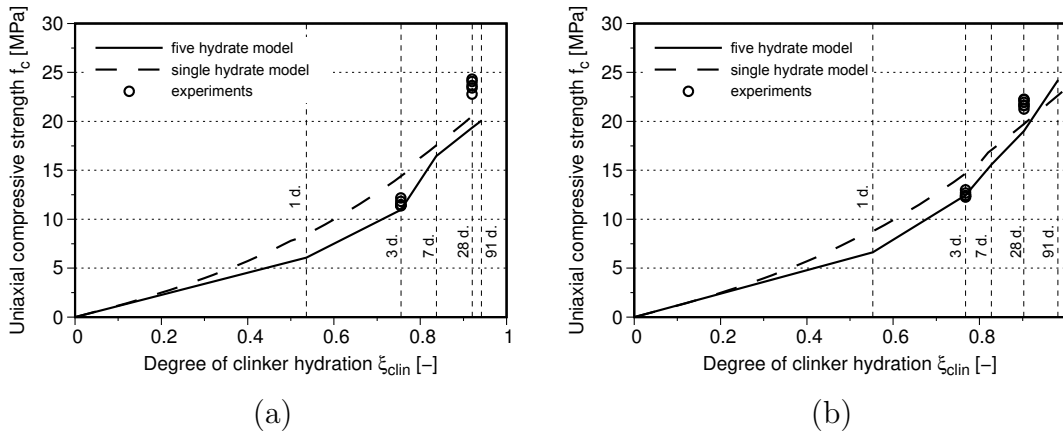 Uniaxial compressive strength f_c [MPa]
30
25
20
15
10
5
0
five hydrate model
single hydrate model
experiments
1 d.
3 d.
7 d.
28 d.
91 d.
0
0.2
0.4
0.6
0.8
1
Degree of clinker hydration ξ_clin [–]
(a)
Uniaxial compressive strength f_c [MPa]
30
25
20
15
10
5
0
five hydrate model
single hydrate model
experiments
1 d.
3 d.
7 d.
28 d.
91 d.
0
0.2
0.4
0.6
0.8
Degree of clinker hydration ξ_clin [–]
(b)